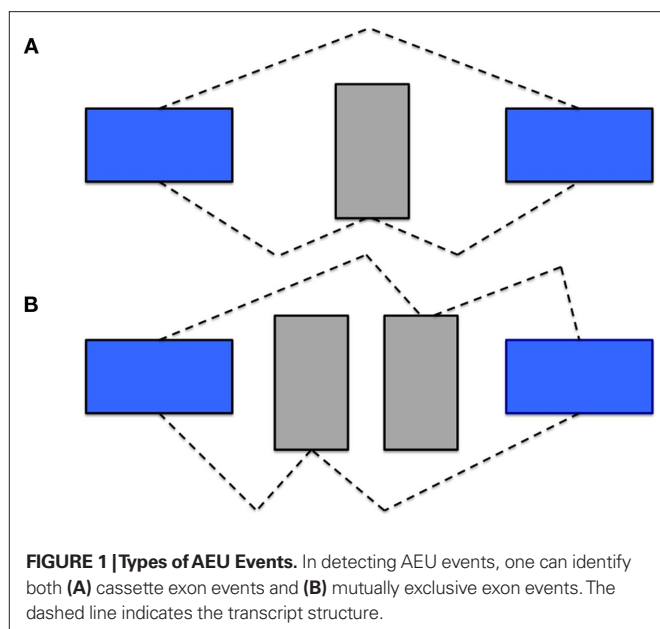 A
B
FIGURE 1 | Types of AEU Events. In detecting AEU events, one can identify
both (A) cassette exon events and (B) mutually exclusive exon events. The
dashed line indicates the transcript structure.